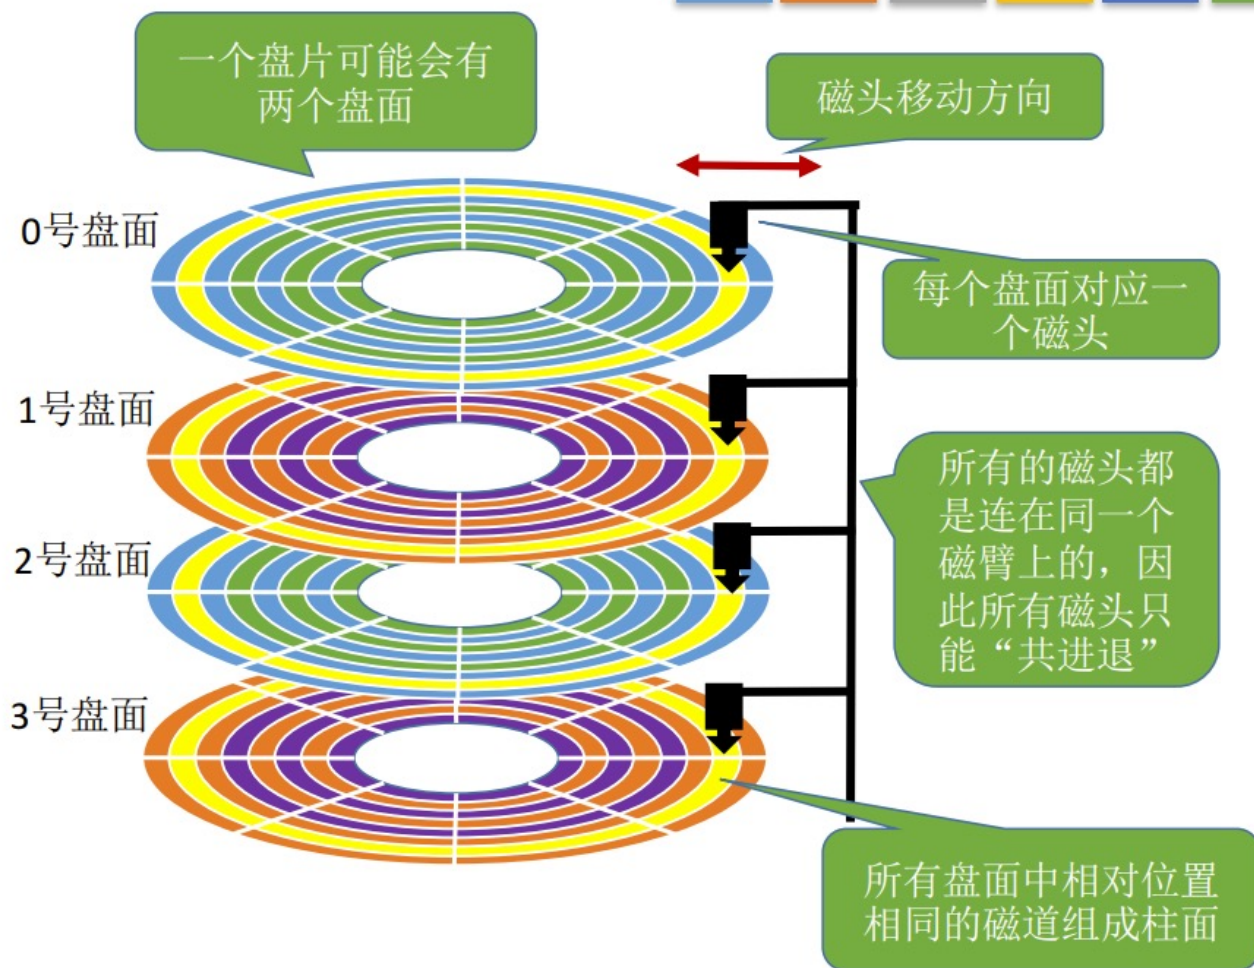 一个盘片可能会有
两个盘面
磁头移动方向
0号盘面
每个盘面对应一
个磁头
1号盘面
所有的磁头都
是连在同一个
磁臂上的，因
此所有磁头只
能“共进退”
2号盘面
3号盘面
所有盘面中相对位置
相同的磁道组成柱面